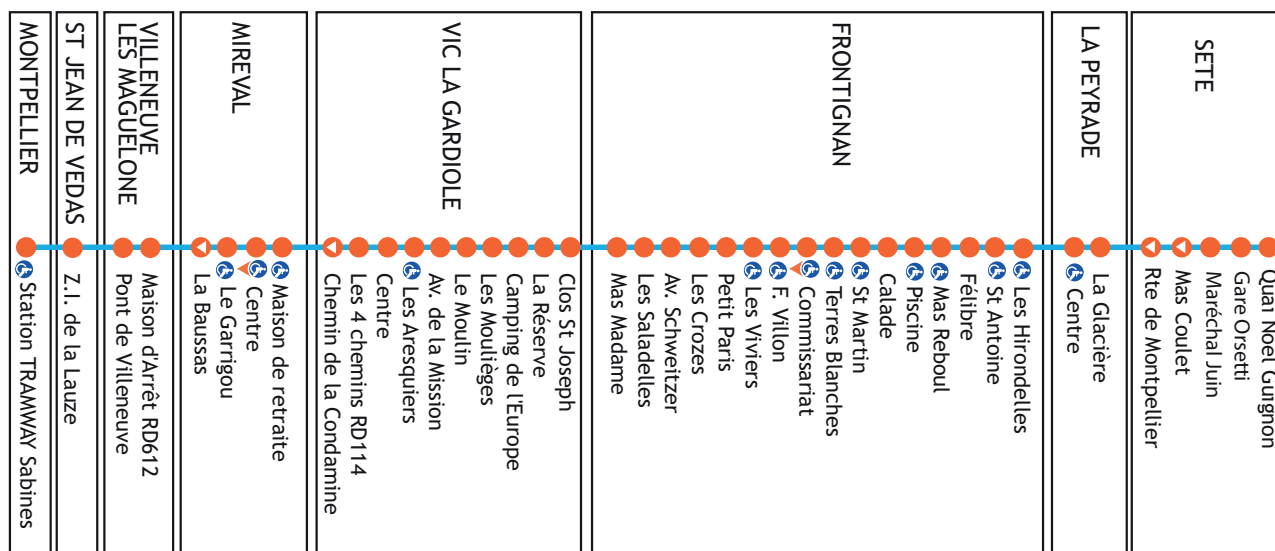 SETE
Quai Noel Guignon
Gare Orsetti
Maréchal Juin
Mas Coulet
Rte de Montpellier
LA PEYRADE
La Glacière
Centre
FRONTIGNAN
Les Hirondelles
St Antoine
Félibre
Mas Reboul
Piscine
Calade
St Martin
Terres Blanches
Commissariat
F. Villon
Les Viviers
Petit Paris
Les Crozes
Av. Schweitzer
Les Saladelles
Mas Madame
VIC LA GARDIOLE
Clos St Joseph
La Réserve
Camping de l'Europe
Les Moulièges
Le Moulin
Av. de la Mission
Les Aresquiers
Centre
Les 4 chemins RD114
Chemin de la Condamine
MIREVAL
Maison de retraite
Centre
Le Garrigou
La Baussas
VILLENEUVE
LES MAGUELONE
Maison d'Arrêt RD612
Pont de Villeneuve
ST JEAN DE VEDAS
Z.I. de la Lauze
MONTPELLIER
Station TRAMWAY Sabines